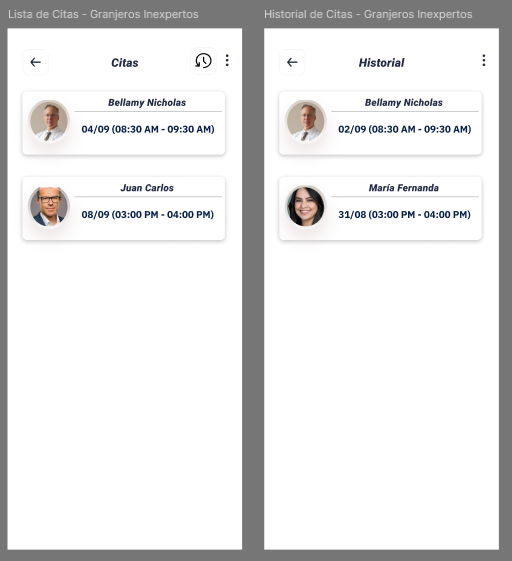 Lista de Citas - Granjeros Inexpertos
Citas
Bellamy Nicholas
04/09 (08:30 AM - 09:30 AM)
Juan Carlos
08/09 (03:00 PM - 04:00 PM)
Historial de Citas - Granjeros Inexpertos
Historial
Bellamy Nicholas
02/09 (08:30 AM - 09:30 AM)
María Fernanda
31/08 (03:00 PM - 04:00 PM)